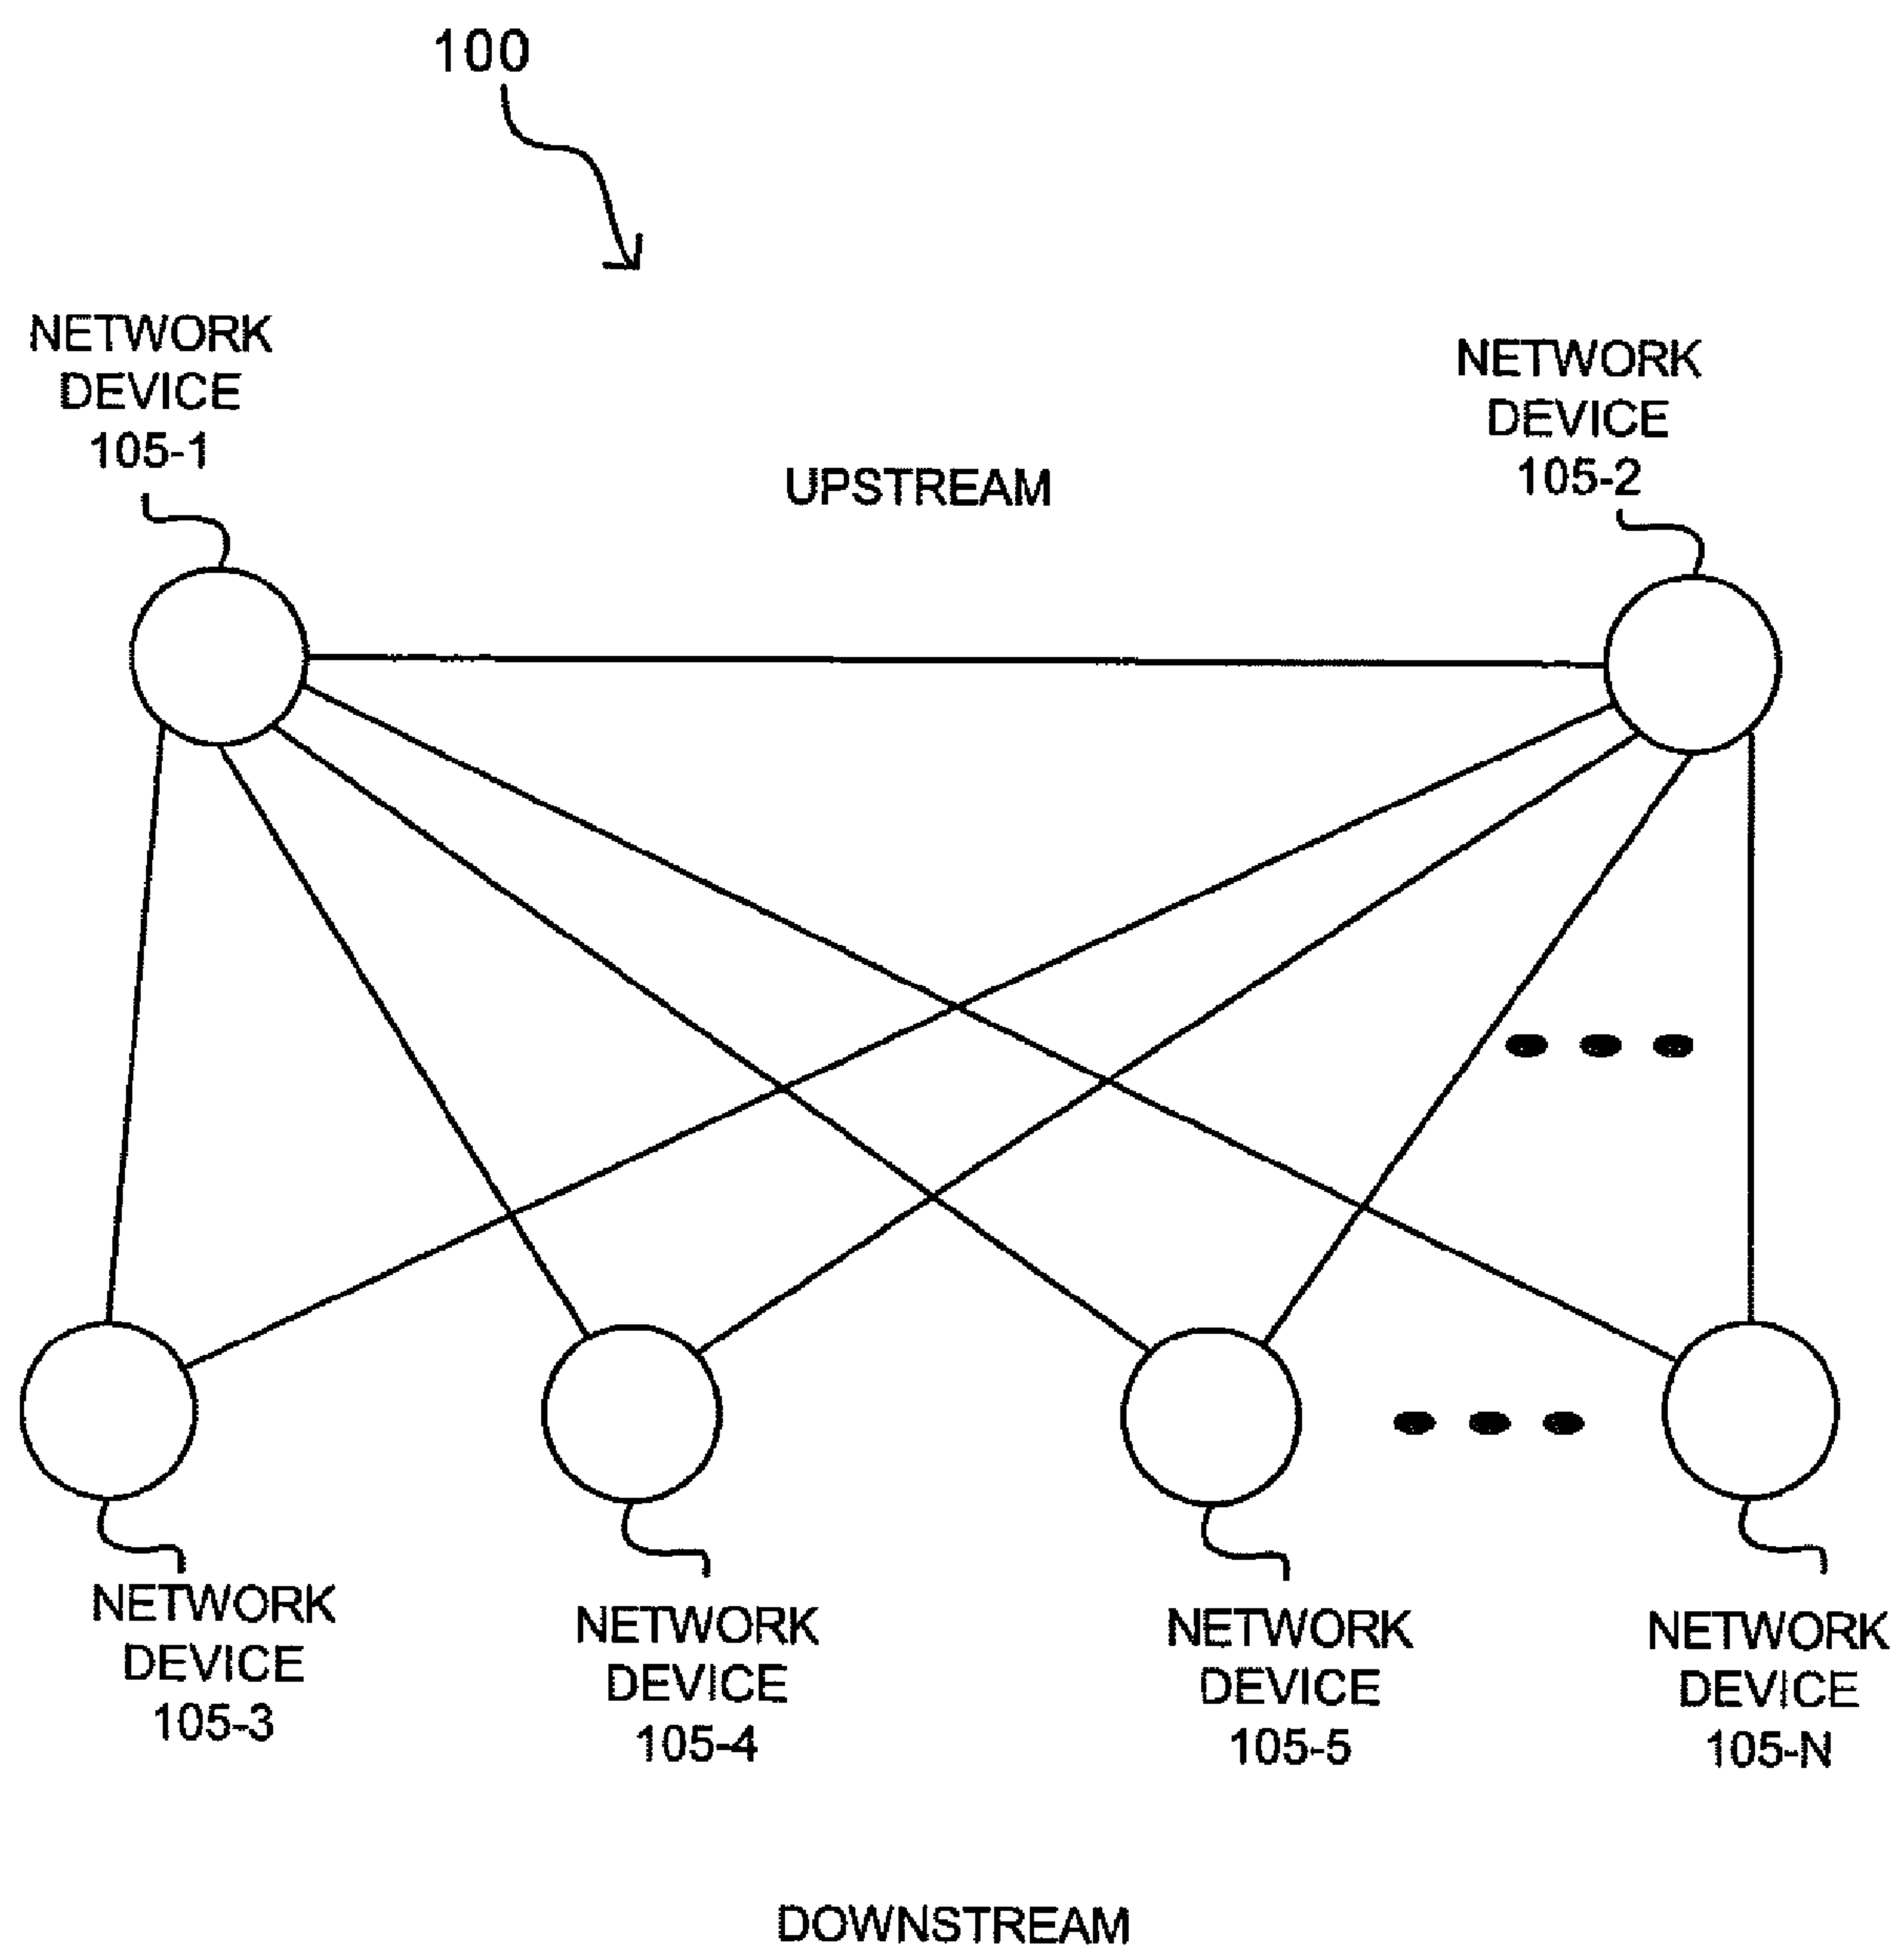 100
NETWORK
DEVICE
105-1
NETWORK
DEVICE
105-2
UPSTREAM
NETWORK
DEVICE
105-3
NETWORK
DEVICE
105-4
NETWORK
DEVICE
105-5
NETWORK
DEVICE
105-N
DOWNSTREAM